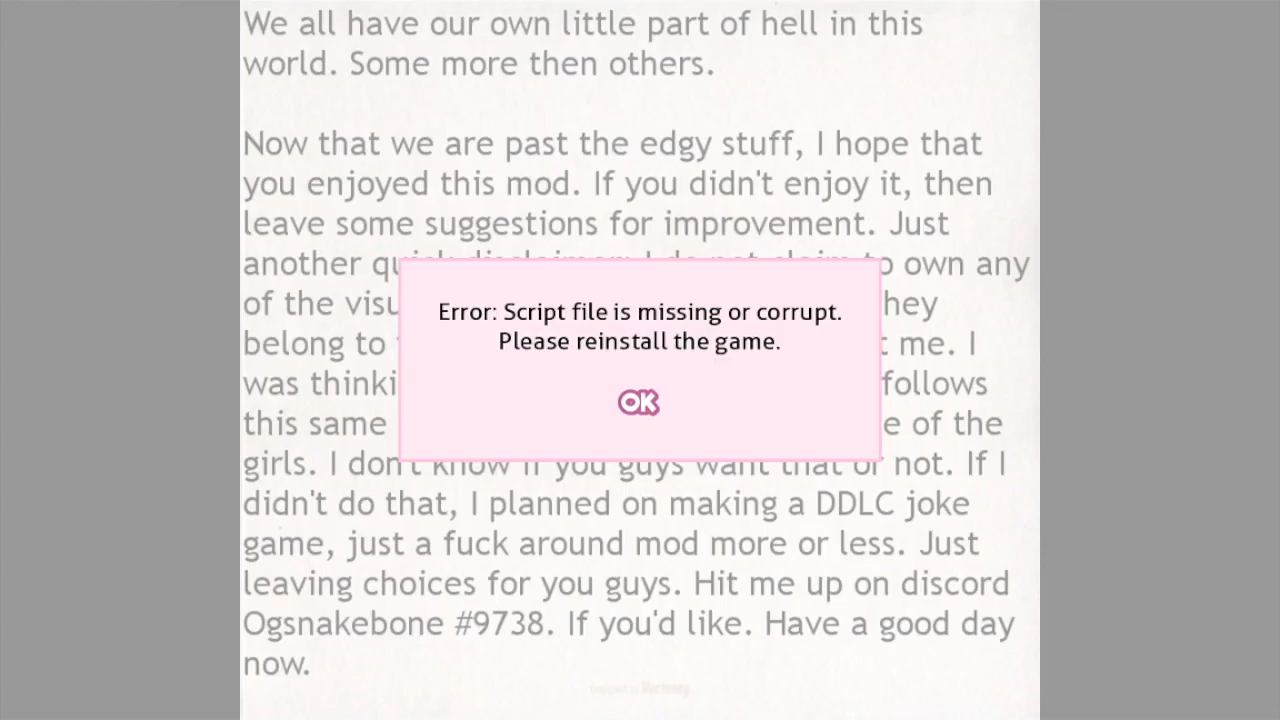 We all have our own little part of hell in this
world. Some more then others.
Now that we are past the edgy stuff, I hope that
you enjoyed this mod. If you didn't enjoy it, then
leave some suggestions for improvement. Just
another quick disclaimer: I do not claim to own any
of the
belong to me. I
was follows
this same of the
girls. I don't know if you guys want that or not. If I
didn't do that, I planned on making a DDLC joke
game, just a fuck around mod more or less. Just
leaving choices for you guys. Hit me up on discord
Ogsnakebone #9738. If you'd like. Have a good day
now.
Error: Script file is missing or corrupt.
Please reinstall the game.
OK